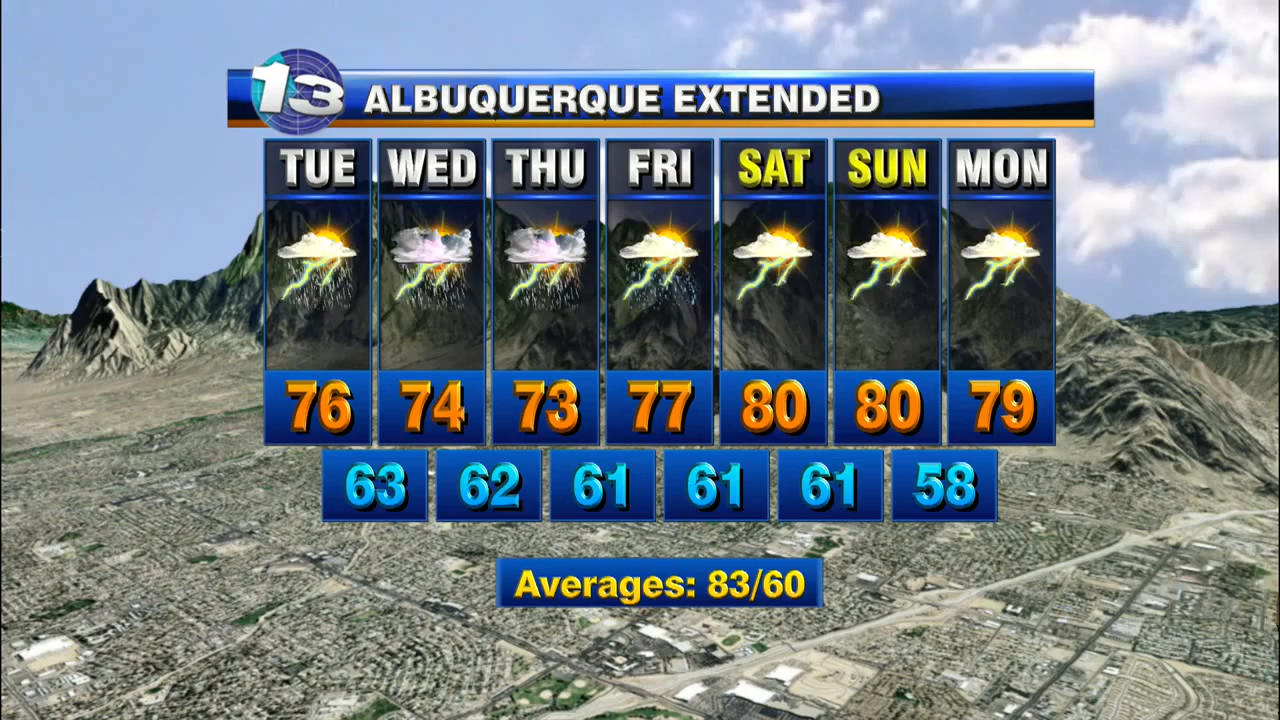 13 ALBUQUERQUE EXTENDED
TUE WED THU FRI SAT SUN MON
76 74 73 77 80 80 79
63 62 61 61 61 58
Averages: 83/60